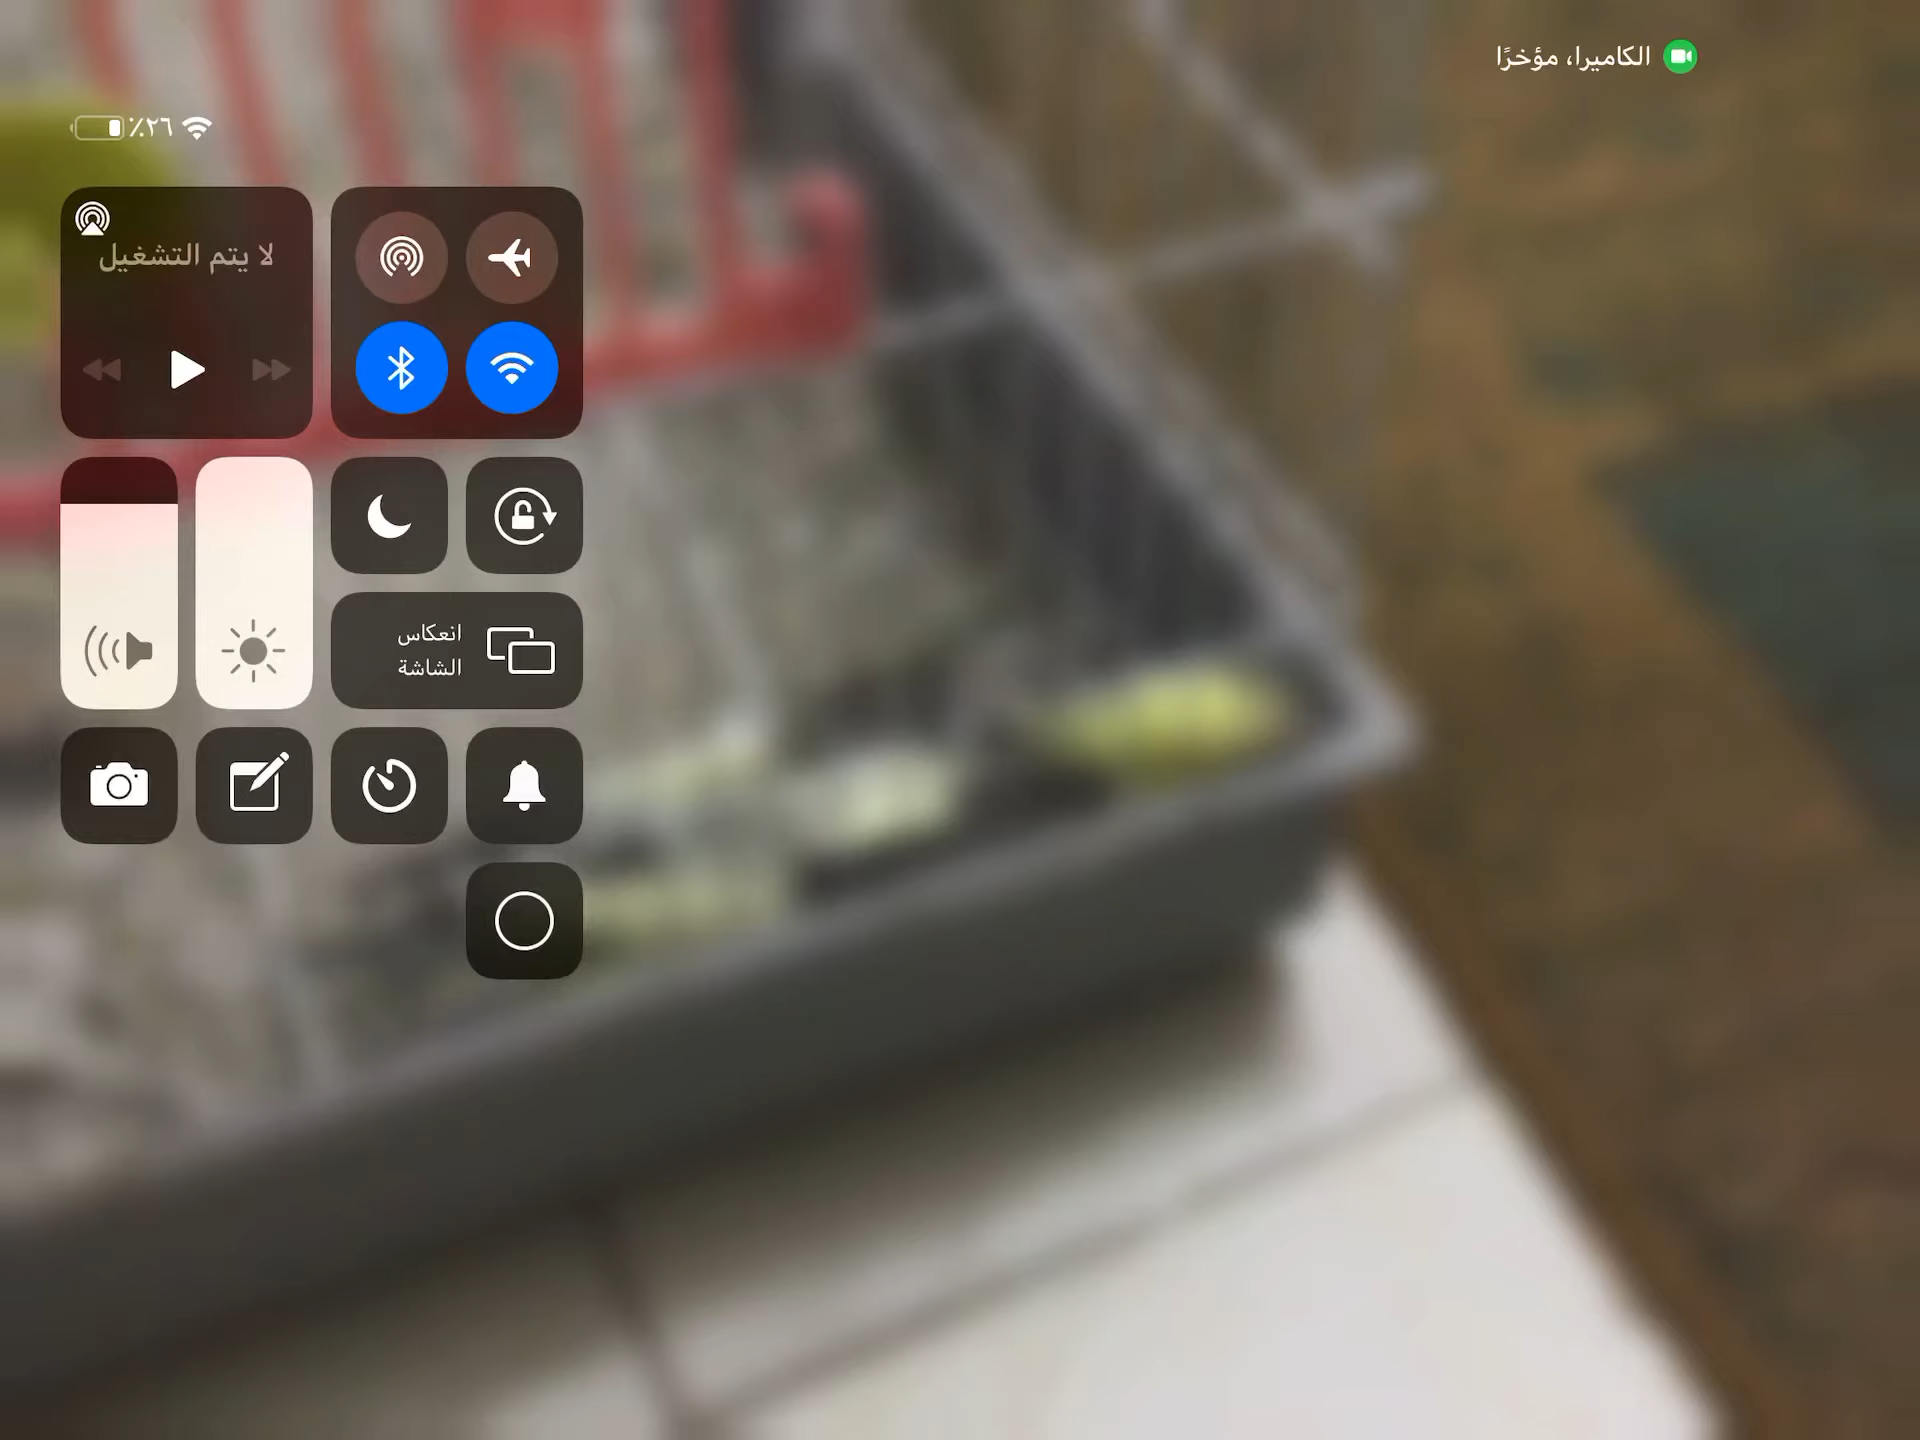 الكاميرا، مؤخرًا
٢٦٪
لا يتم التشغيل
انعكاس
الشاشة